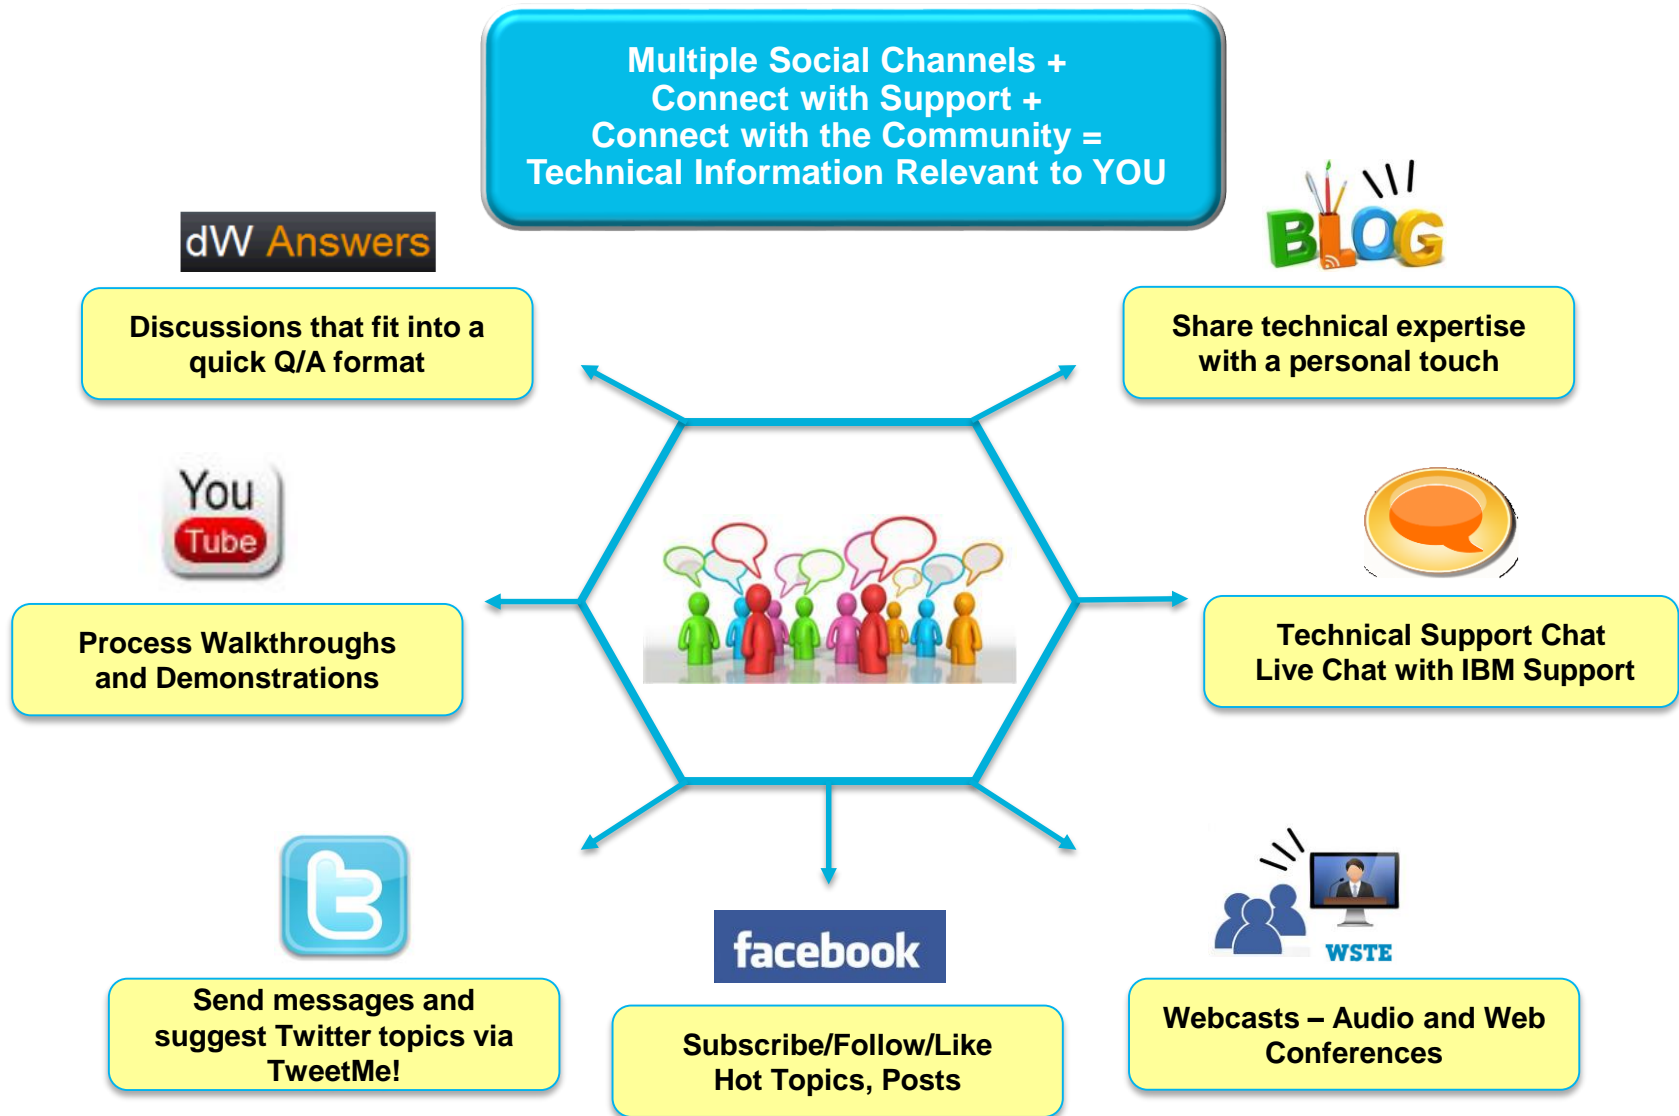 Multiple Social Channels +
Connect with Support +
Connect with the Community =
Technical Information Relevant to YOU
dW Answers
Discussions that fit into a
quick Q/A format
BLOG
Share technical expertise
with a personal touch
You
Tube
Process Walkthroughs
and Demonstrations
Technical Support Chat
Live Chat with IBM Support
t
Send messages and
suggest Twitter topics via
TweetMe!
facebook
Subscribe/Follow/Like
Hot Topics, Posts
WSTE
Webcasts – Audio and Web
Conferences